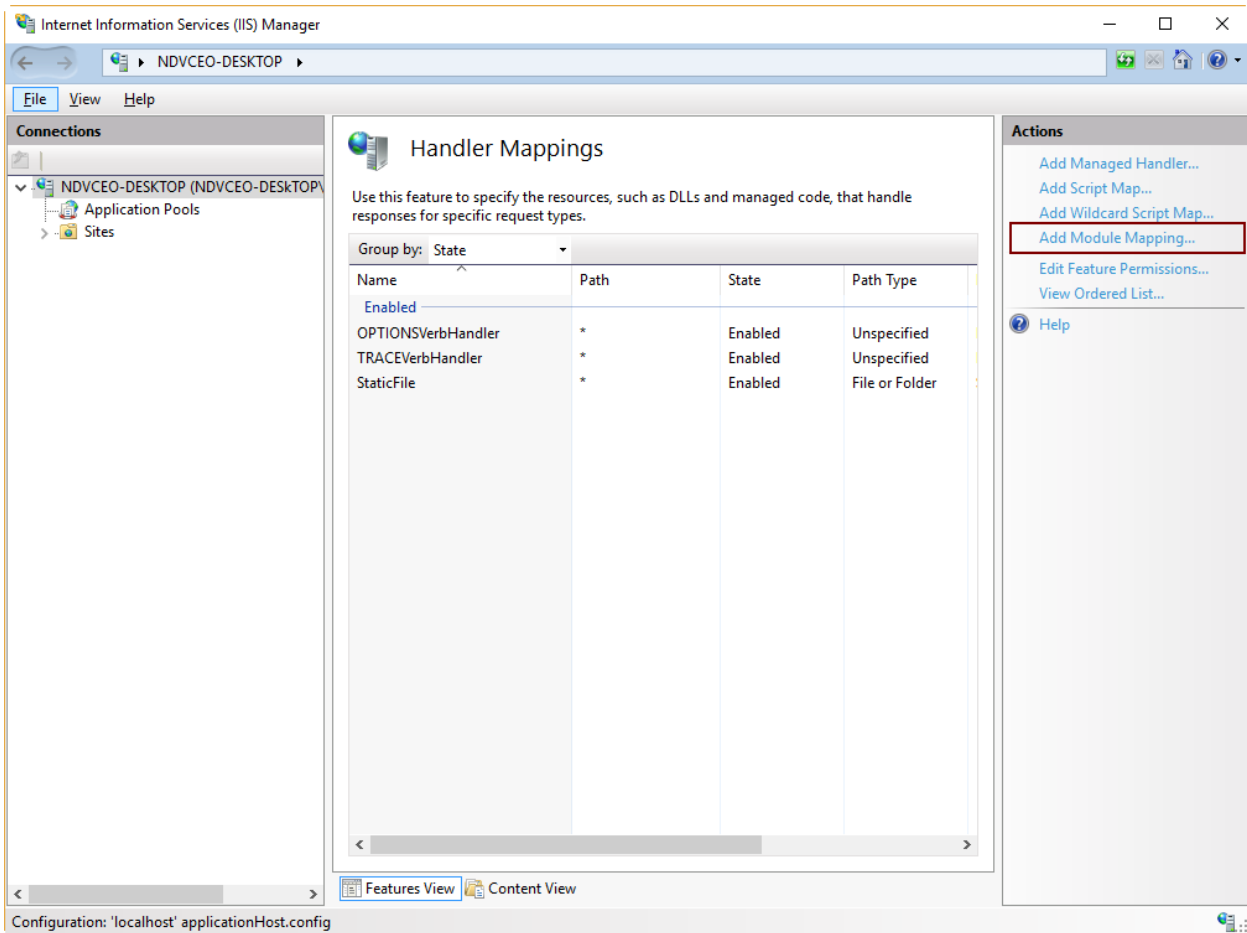 Internet Information Services (IIS) Manager
NDVCEO-DESKTOP
File View Help
Connections
NDVCEO-DESKTOP (NDVCEO-DESkTOP\
Application Pools
Sites
Handler Mappings
Use this feature to specify the resources, such as DLLs and managed code, that handle
responses for specific request types.
Group by: State
Name Path State Path Type
Enabled
OPTIONSVerbHandler * Enabled Unspecified
TRACEVerbHandler * Enabled Unspecified
StaticFile * Enabled File or Folder
Features View Content View
Actions
Add Managed Handler...
Add Script Map...
Add Wildcard Script Map...
Add Module Mapping...
Edit Feature Permissions...
View Ordered List...
Help
Configuration: 'localhost' applicationHost.config